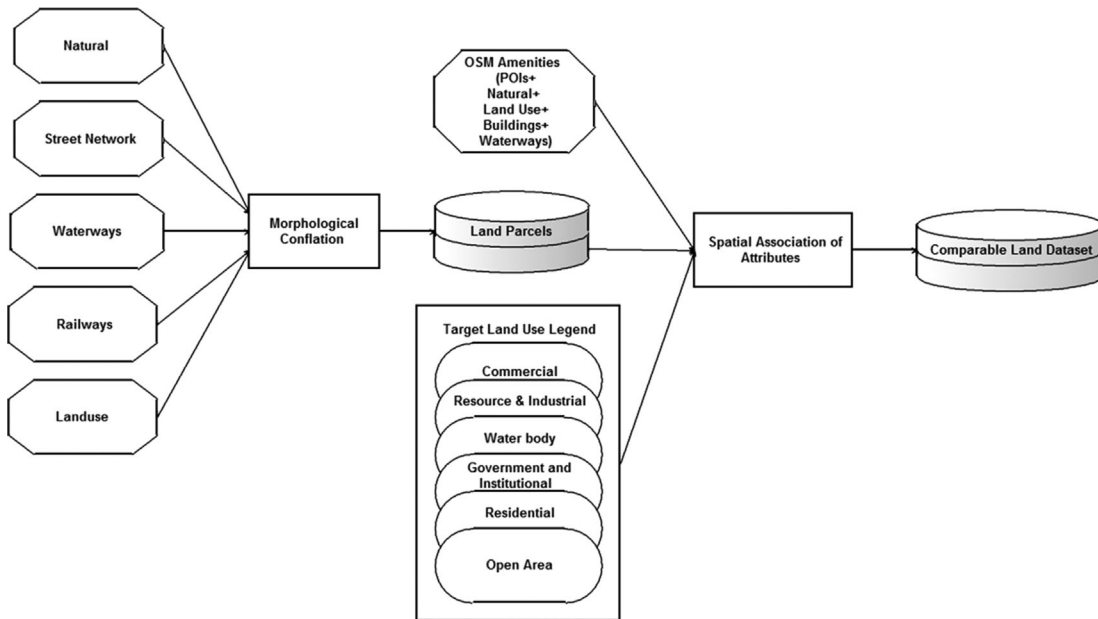 Natural
Street Network
Waterways
Railways
Landuse
Morphological
Conflation
OSM Amenities
(POIs+
Natural+
Land Use+
Buildings+
Waterways)
Land Parcels
Target Land Use Legend
Commercial
Resource & Industrial
Water body
Government and
Institutional
Residential
Open Area
Spatial Association of
Attributes
Comparable Land Dataset